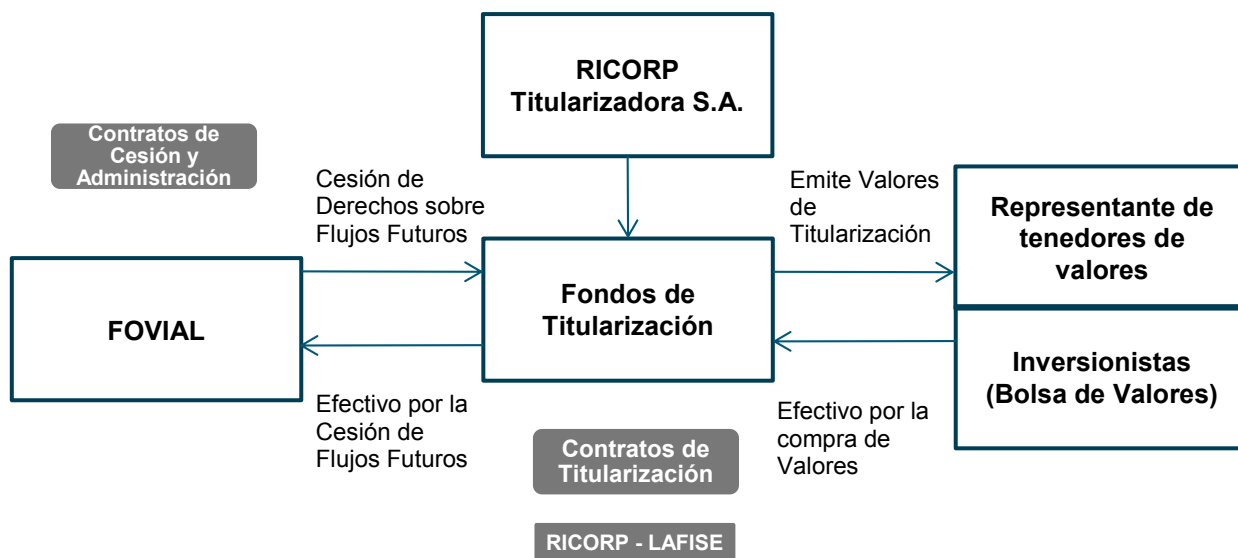 RICORP
Titularizadora S.A.
Contratos de
Cesión y
Administración
Cesión de
Derechos sobre
Flujos Futuros
Emite Valores
de
Titularización
Representante de
tenedores de
valores
FOVIAL
Fondos de
Titularización
Inversionistas
(Bolsa de Valores)
Efectivo por la
Cesión de
Flujos Futuros
Contratos de
Titularización
Efectivo por la
compra de
Valores
RICORP - LAFISE